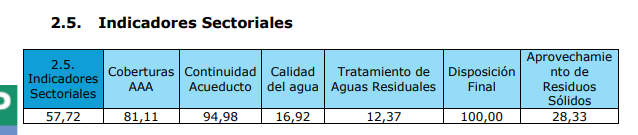 2.5. Indicadores Sectoriales
2.5. Indicadores Sectoriales
Coberturas AAA
Continuidad Acueducto
Calidad del agua
Tratamiento de Aguas Residuales
Disposición Final
Aprovechamie nto de Residuos Sólidos
57,72 81,11 94,98 16,92 12,37 100,00 28,33